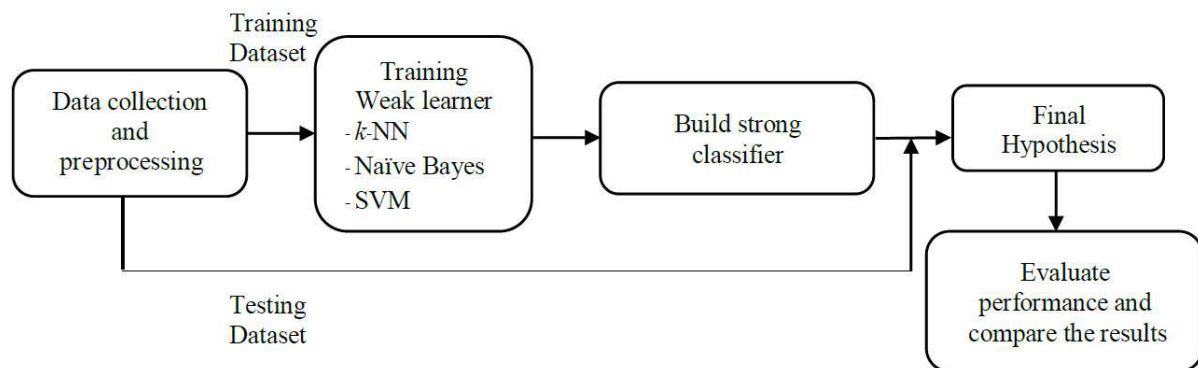 Training
Dataset
Data collection
and
preprocessing
Training
Weak learner
- k-NN
- Naïve Bayes
- SVM
Build strong
classifier
Final
Hypothesis
Evaluate
performance and
compare the results
Testing
Dataset